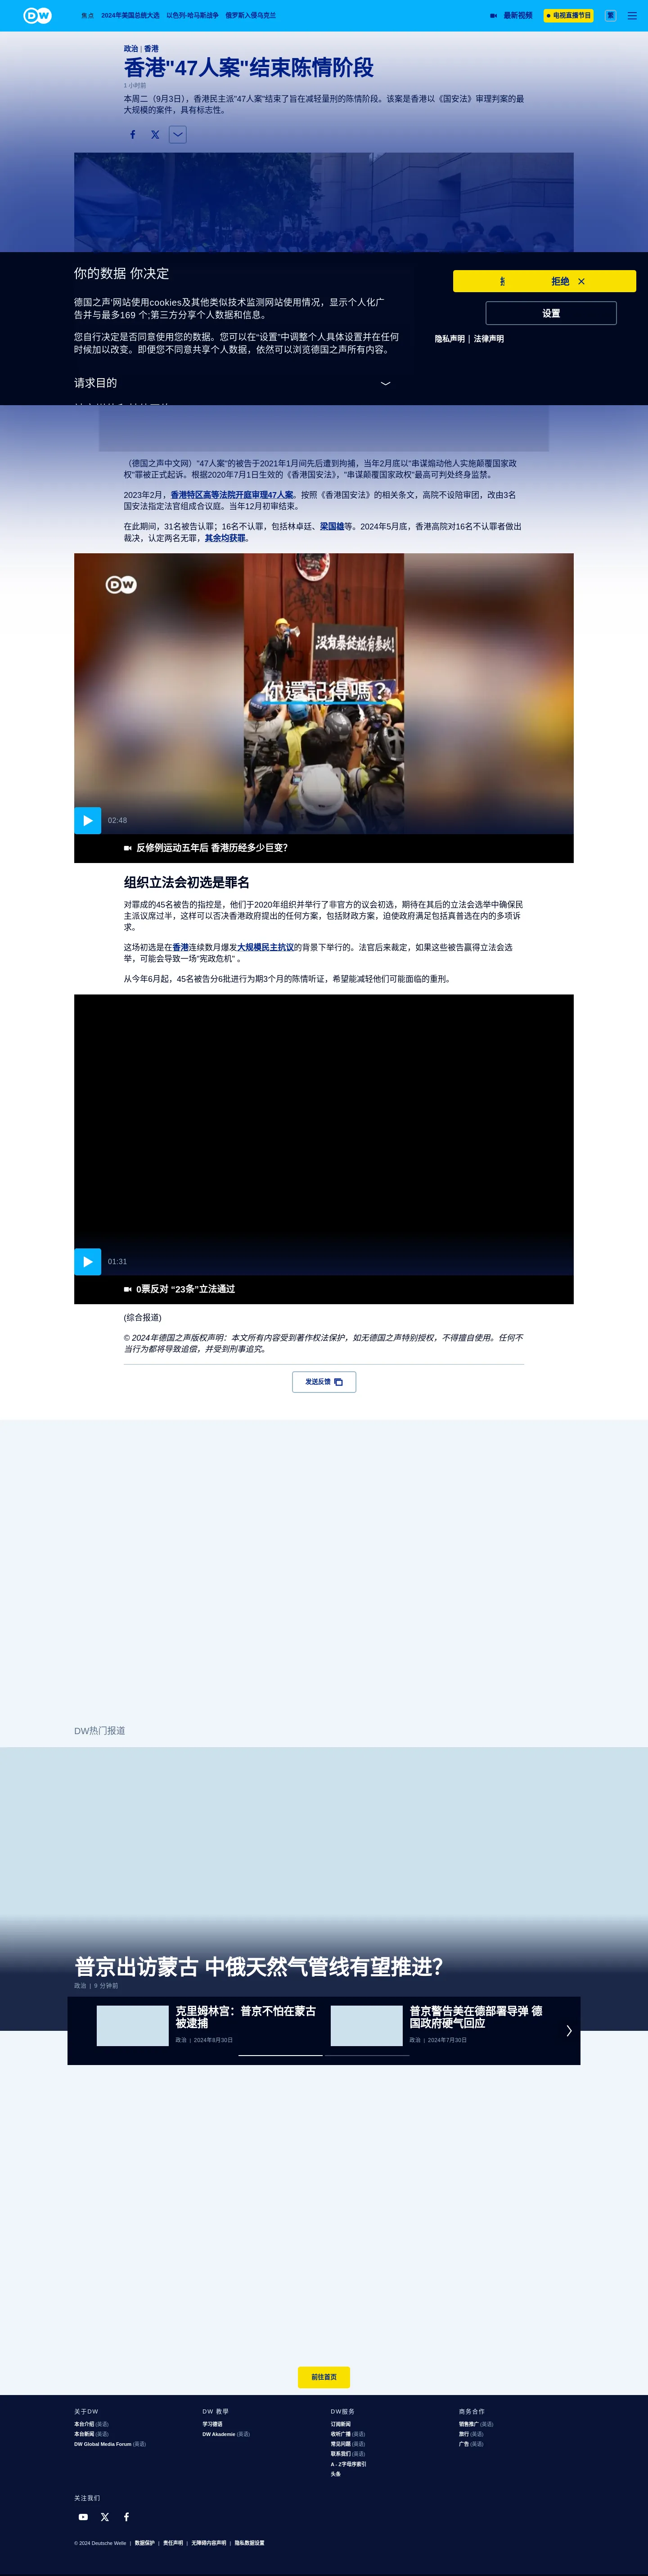 DW
焦点 2024年美国总统大选 以色列-哈马斯战争 俄罗斯入侵乌克兰 最新视频 电视直播节目 繁
政治 | 香港
香港"47人案"结束陈情阶段
1 小时前
本周二（9月3日），香港民主派"47人案"结束了旨在减轻量刑的陈情阶段。该案是香港以《国安法》审理判案的最
大规模的案件，具有标志性。
你的数据 你决定
德国之声'网站使用cookies及其他类似技术监测网站使用情况，显示个人化广
告并与最多169 个;第三方分享个人数据和信息。
您自行决定是否同意使用您的数据。您可以在"设置"中调整个人具体设置并在任何
时候加以改变。即便您不同意共享个人数据，依然可以浏览德国之声所有内容。
请求目的
拒绝
设置
隐私声明 | 法律声明
（德国之声中文网）"47人案"的被告于2021年1月间先后遭到拘捕，当年2月底以"串谋煽动他人实施颠覆国家政
权"罪被正式起诉。根据2020年7月1日生效的《香港国安法》，"串谋颠覆国家政权"最高可判处终身监禁。
2023年2月，香港特区高等法院开庭审理47人案。按照《香港国安法》的相关条文，高院不设陪审团，改由3名
国安法指定法官组成合议庭。当年12月初审结束。
在此期间，31名被告认罪；16名不认罪，包括林卓廷、梁国雄等。2024年5月底，香港高院对16名不认罪者做出
裁决，认定两名无罪，其余均获罪。
DW
沒有暴徒祇有暴政!
你還記得嗎？
02:48
反修例运动五年后 香港历经多少巨变？
组织立法会初选是罪名
对罪成的45名被告的指控是，他们于2020年组织并举行了非官方的议会初选，期待在其后的立法会选举中确保民
主派议席过半，这样可以否决香港政府提出的任何方案，包括财政方案，迫使政府满足包括真普选在内的多项诉
求。
这场初选是在香港连续数月爆发大规模民主抗议的背景下举行的。法官后来裁定，如果这些被告赢得立法会选
举，可能会导致一场"宪政危机" 。
从今年6月起，45名被告分6批进行为期3个月的陈情听证，希望能减轻他们可能面临的重刑。
01:31
0票反对 “23条”立法通过
(综合报道)
© 2024年德国之声版权声明：本文所有内容受到著作权法保护，如无德国之声特别授权，不得擅自使用。任何不
当行为都将导致追偿，并受到刑事追究。
发送反馈
DW热门报道
普京出访蒙古 中俄天然气管线有望推进？
政治 | 9 分钟前
克里姆林宫：普京不怕在蒙古
被逮捕
政治 | 2024年8月30日
普京警告美在德部署导弹 德
国政府硬气回应
政治 | 2024年7月30日
前往首页
关于DW
本台介绍 (英语)
本台新闻 (英语)
DW Global Media Forum (英语)
DW 教學
学习德语
DW Akademie (英语)
DW服务
订阅新闻
收听广播 (英语)
常见问题 (英语)
联系我们 (英语)
A - Z字母序索引
头条
商务合作
销售推广 (英语)
旅行 (英语)
广告 (英语)
关注我们
© 2024 Deutsche Welle | 数据保护 | 责任声明 | 无障碍内容声明 | 隐私数据设置